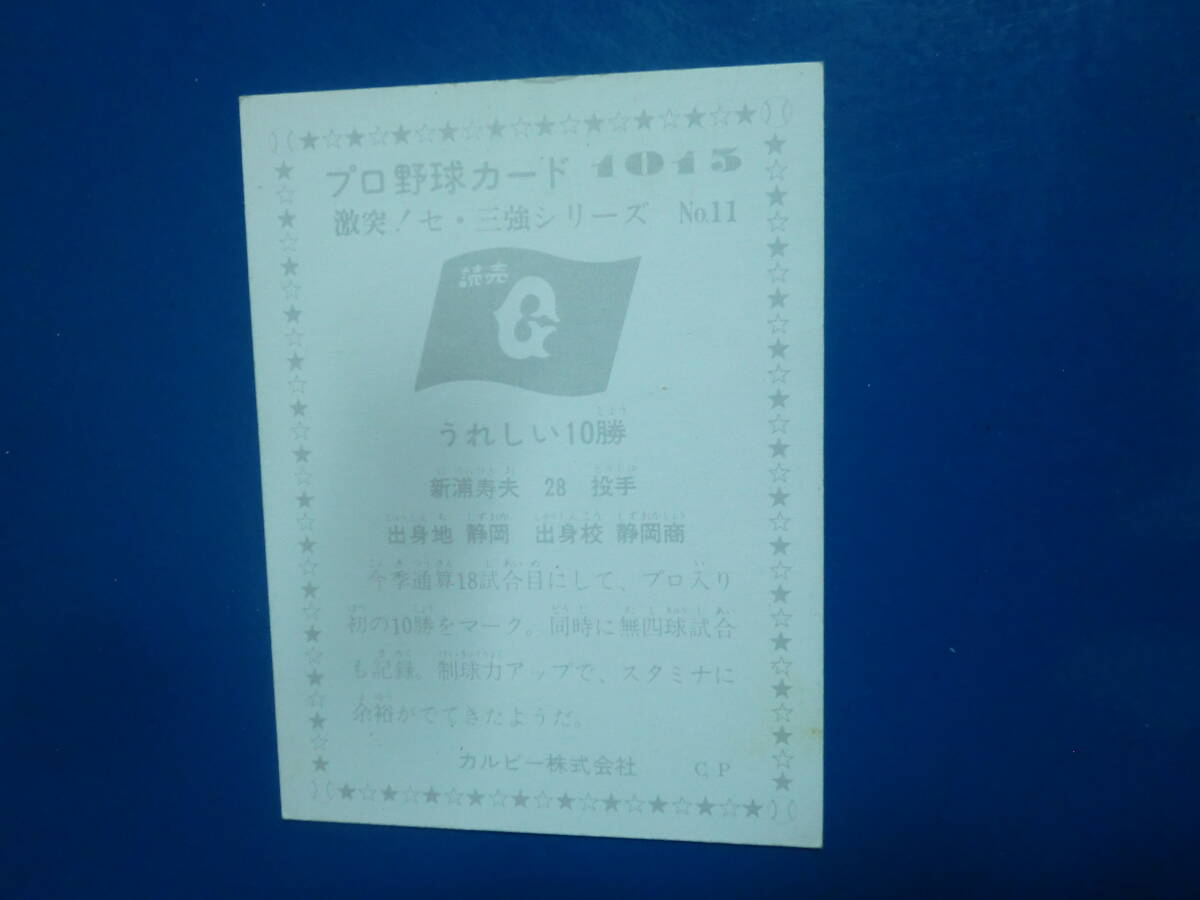 プロ野球カード 1015
激突!セ・三強シリーズ No.11
読売
G
うれしい10勝
新浦寿夫 28 投手
出身地 静岡 出身校 静岡商
今季通算18試合目にして、プロ入り
初の10勝をマーク。同時に無四球試合
も記録。制球力アップで、スタミナに
余裕がでてきたようだ。
カルビー株式会社 C P